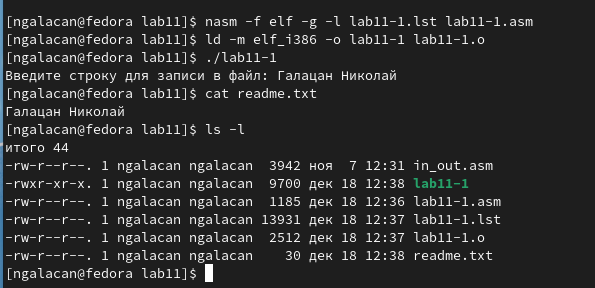 [ngalacan@fedora lab11]$ nasm -f elf -g -l lab11-1.lst lab11-1.asm
[ngalacan@fedora lab11]$ ld -m elf_i386 -o lab11-1 lab11-1.o
[ngalacan@fedora lab11]$ ./lab11-1
Введите строку для записи в файл: Галацан Николай
[ngalacan@fedora lab11]$ cat readme.txt
Галацан Николай
[ngalacan@fedora lab11]$ ls -l
итого 44
-rw-r--r--. 1 ngalacan ngalacan  3942 ноя  7 12:31 in_out.asm
-rwxr-xr-x. 1 ngalacan ngalacan  9700 дек 18 12:38 lab11-1
-rw-r--r--. 1 ngalacan ngalacan  1185 дек 18 12:36 lab11-1.asm
-rw-r--r--. 1 ngalacan ngalacan 13931 дек 18 12:37 lab11-1.lst
-rw-r--r--. 1 ngalacan ngalacan  2512 дек 18 12:37 lab11-1.o
-rw-r--r--. 1 ngalacan ngalacan    30 дек 18 12:38 readme.txt
[ngalacan@fedora lab11]$